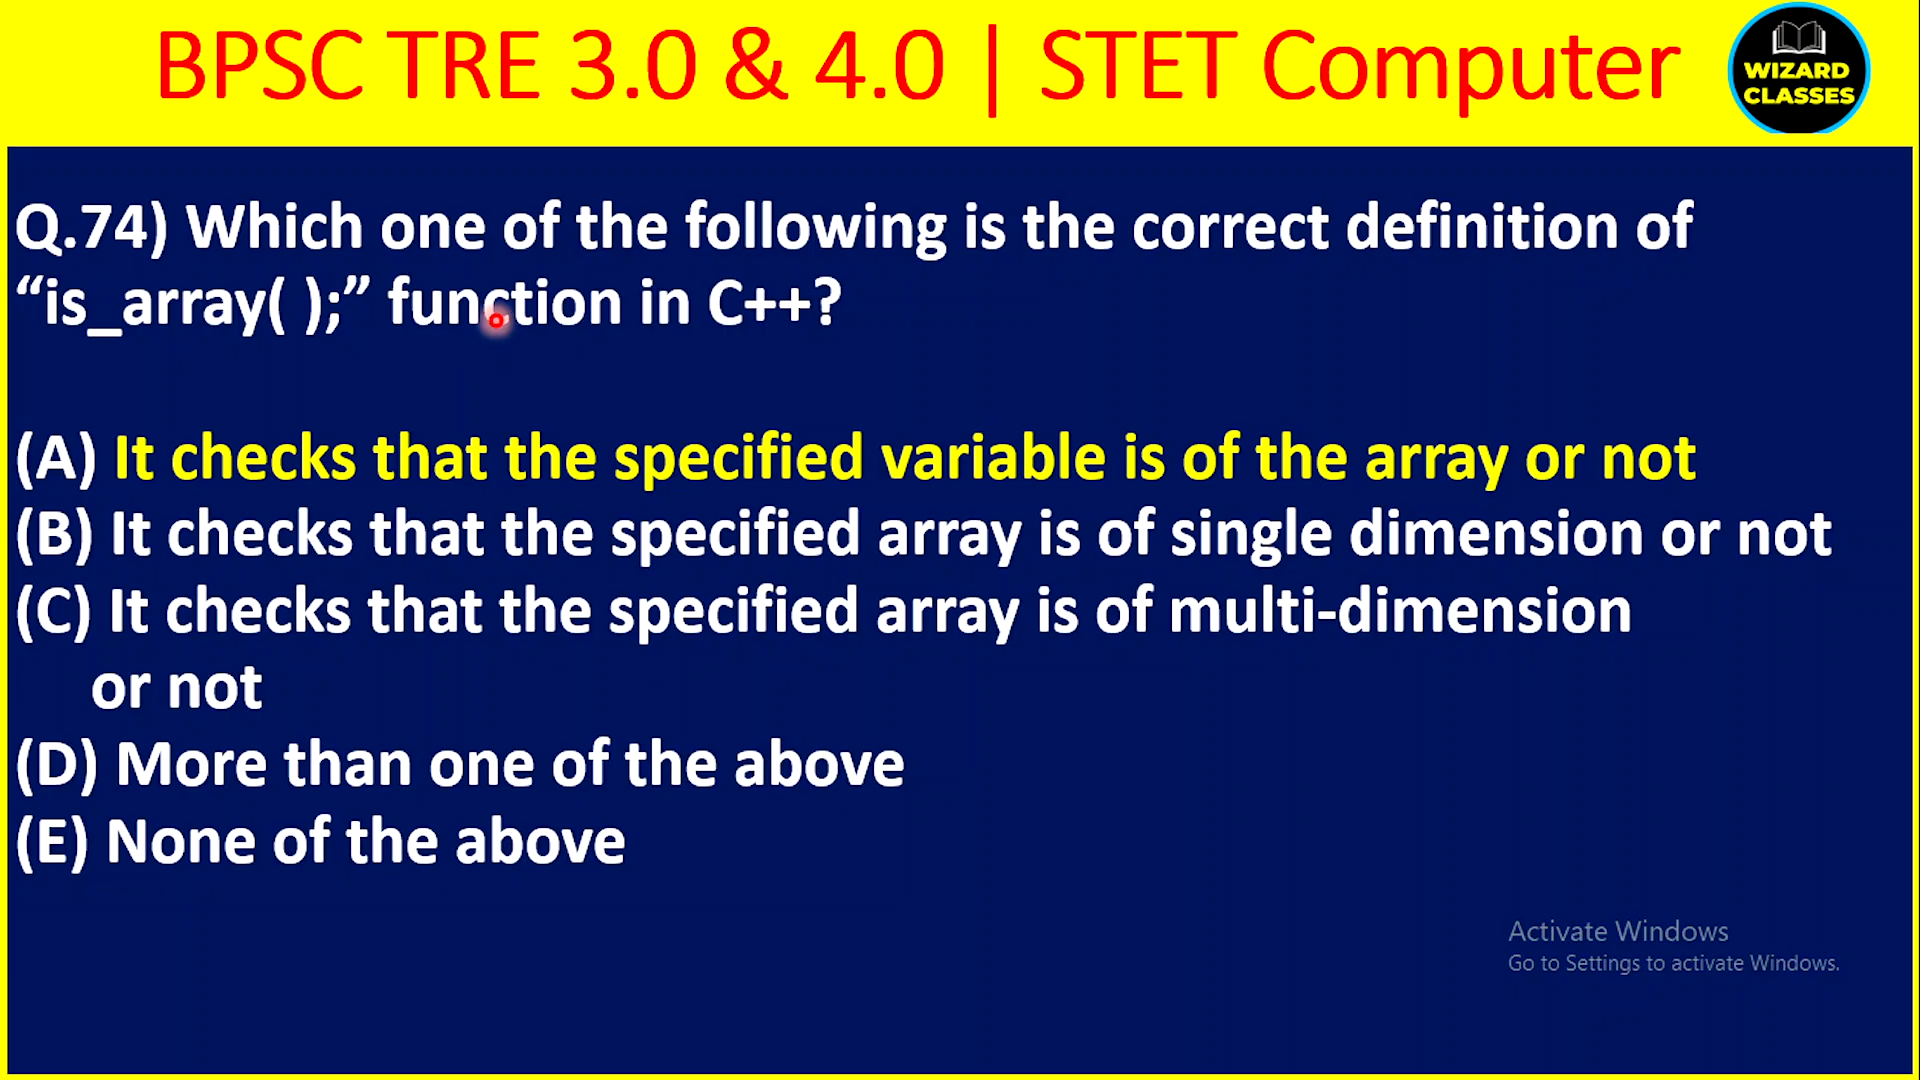 BPSC TRE 3.0 & 4.0 | STET Computer
WIZARD
CLASSES
Q.74) Which one of the following is the correct definition of
“is_array( );” function in C++?
(A) It checks that the specified variable is of the array or not
(B) It checks that the specified array is of single dimension or not
(C) It checks that the specified array is of multi-dimension
or not
(D) More than one of the above
(E) None of the above
Activate Windows
Go to Settings to activate Windows.